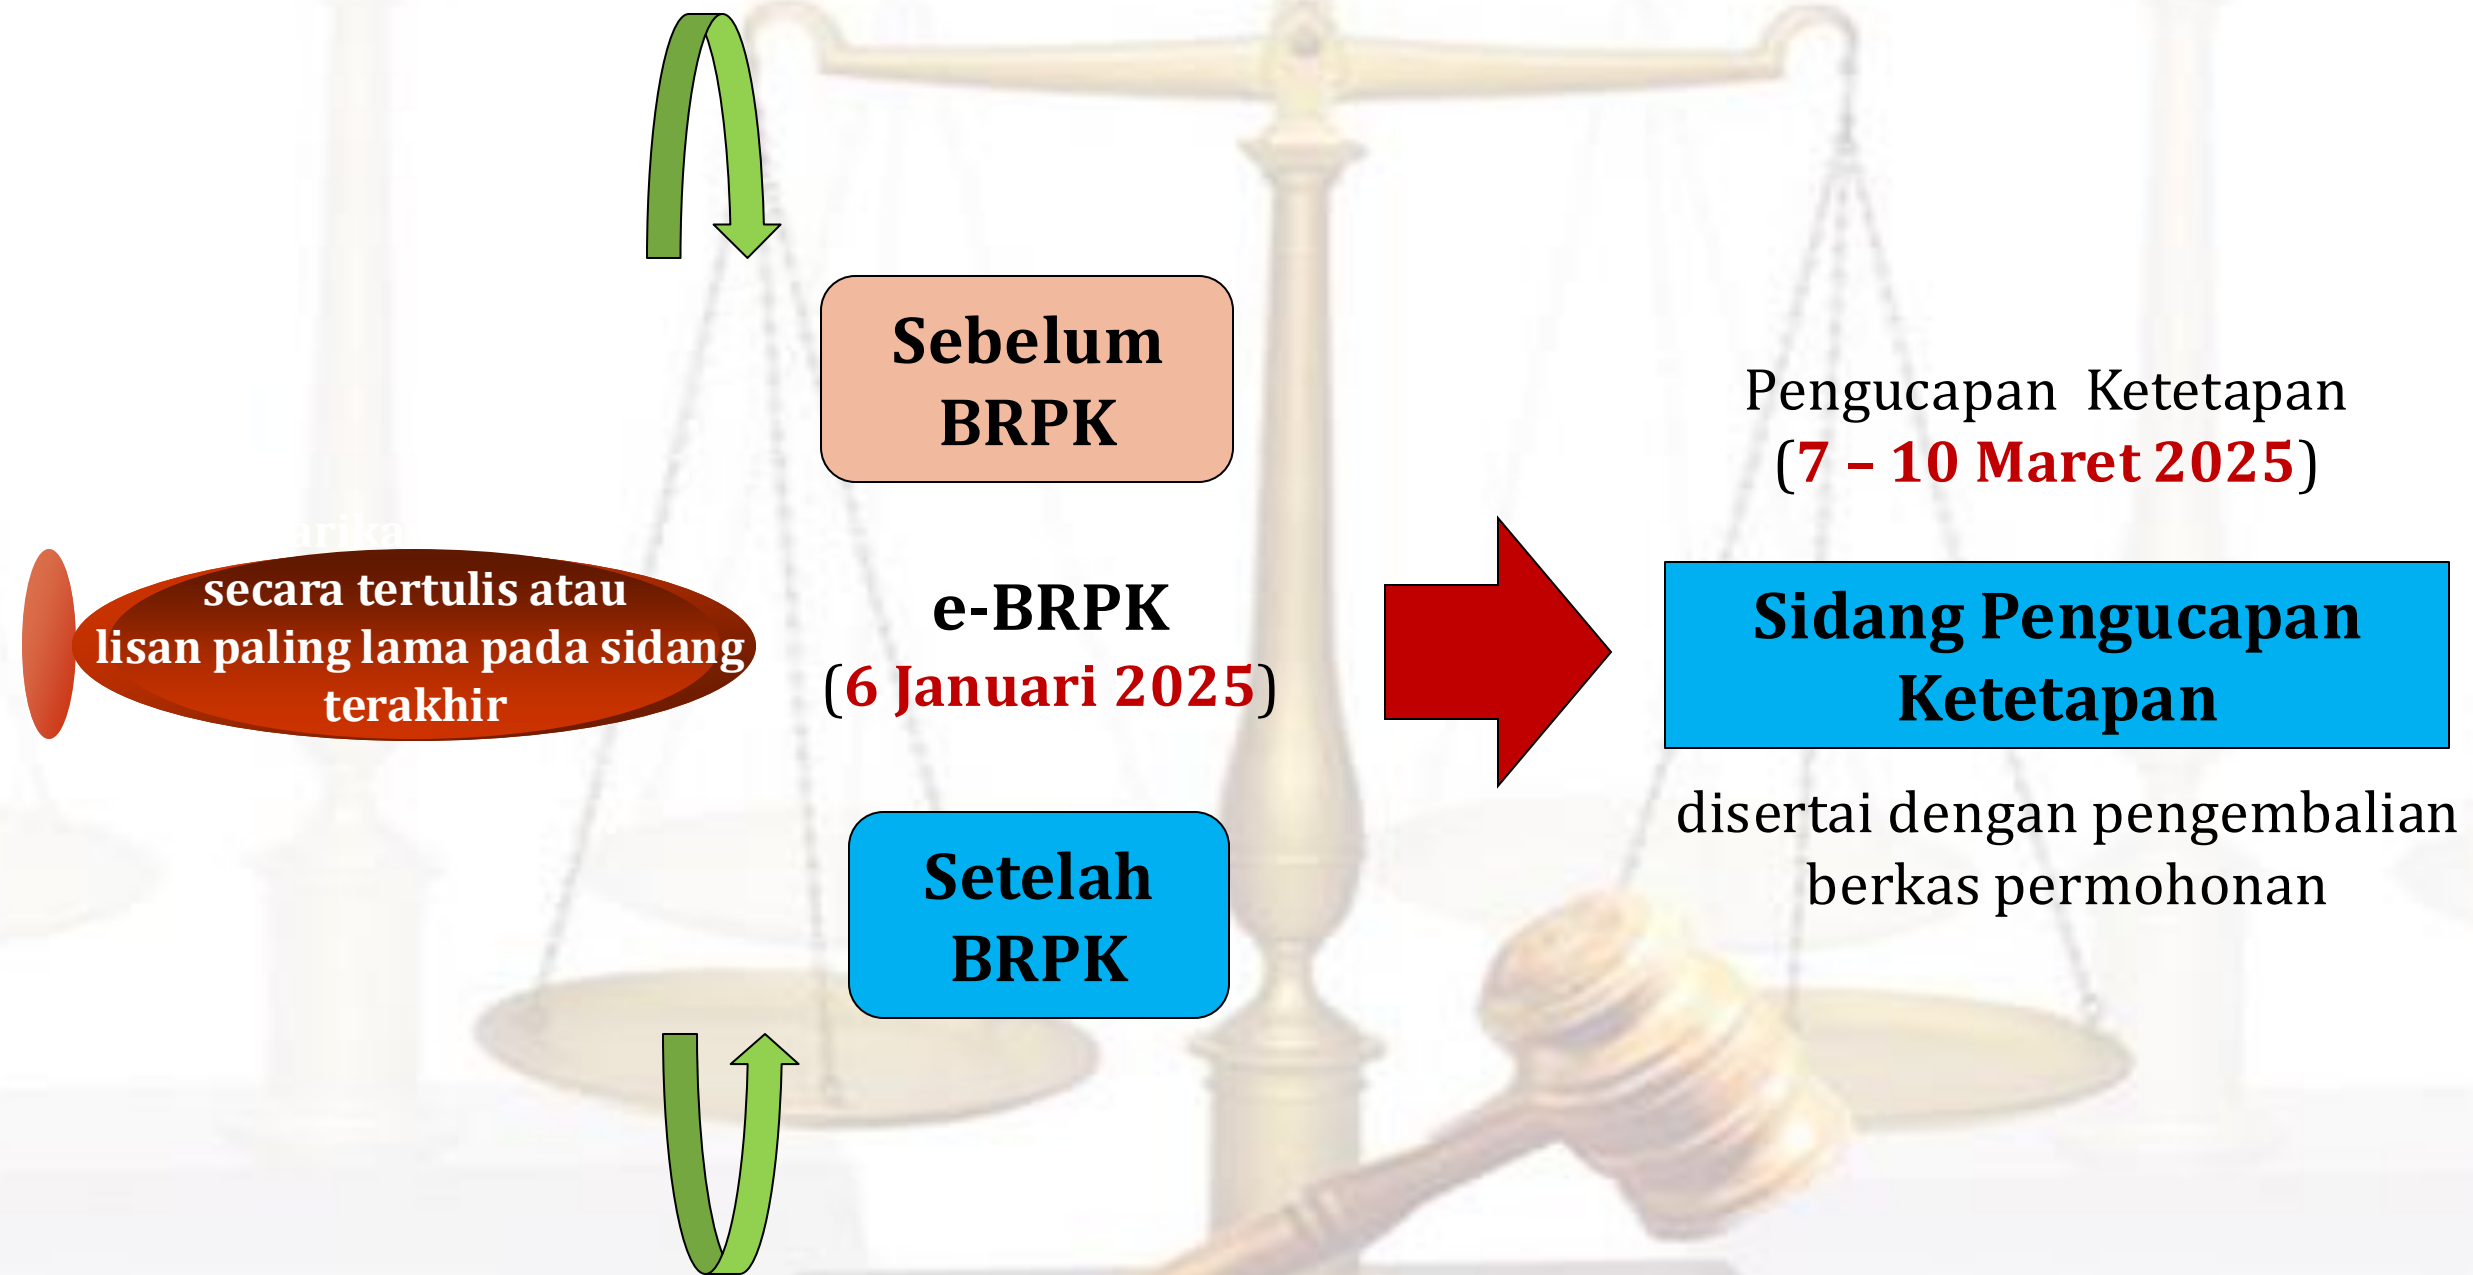 secara tertulis atau
lisan paling lama pada sidang
terakhir
Sebelum
BRPK
e-BRPK
(6 Januari 2025)
Setelah
BRPK
Pengucapan Ketetapan
(7 – 10 Maret 2025)
Sidang Pengucapan
Ketetapan
disertai dengan pengembalian
berkas permohonan